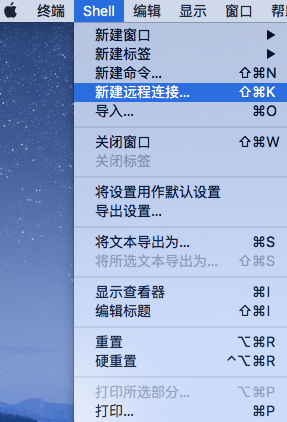 终端 Shell 编辑 显示 窗口
新建窗口 ▶
新建标签 ▶
新建命令... ⇧⌘N
新建远程连接... ⇧⌘K
导入... ⌘O
关闭窗口 ⇧⌘W
关闭标签
将设置用作默认设置
导出设置...
将文本导出为... ⌘S
将所选文本导出为... ⇧⌘S
显示查看器 ⌘I
编辑标题 ⇧⌘I
重置 ⌥⌘R
硬重置 ^⌥⌘R
打印所选部分... ⌥⌘P
打印... ⌘P